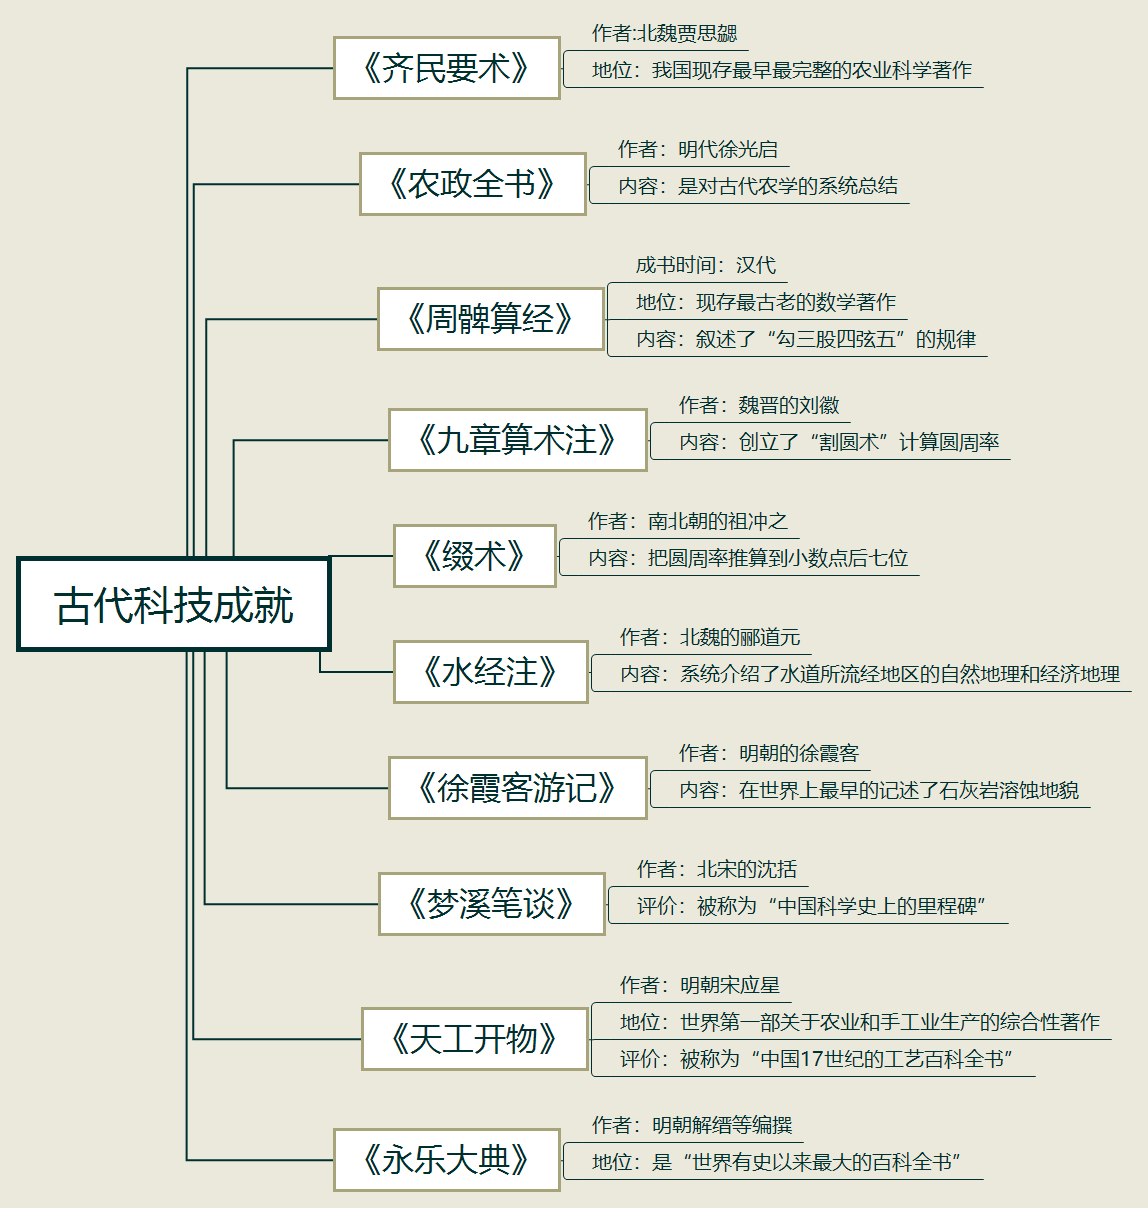 古代科技成就
《齐民要术》
作者:北魏贾思勰
地位：我国现存最早最完整的农业科学著作
《农政全书》
作者：明代徐光启
内容：是对古代农学的系统总结
《周髀算经》
成书时间：汉代
地位：现存最古老的数学著作
内容：叙述了“勾三股四弦五”的规律
《九章算术注》
作者：魏晋的刘徽
内容：创立了“割圆术”计算圆周率
《缀术》
作者：南北朝的祖冲之
内容：把圆周率推算到小数点后七位
《水经注》
作者：北魏的郦道元
内容：系统介绍了水道所流经地区的自然地理和经济地理
《徐霞客游记》
作者：明朝的徐霞客
内容：在世界上最早的记述了石灰岩溶蚀地貌
《梦溪笔谈》
作者：北宋的沈括
评价：被称为“中国科学史上的里程碑”
《天工开物》
作者：明朝宋应星
地位：世界第一部关于农业和手工业生产的综合性著作
评价：被称为“中国17世纪的工艺百科全书”
《永乐大典》
作者：明朝解缙等编撰
地位：是“世界有史以来最大的百科全书”